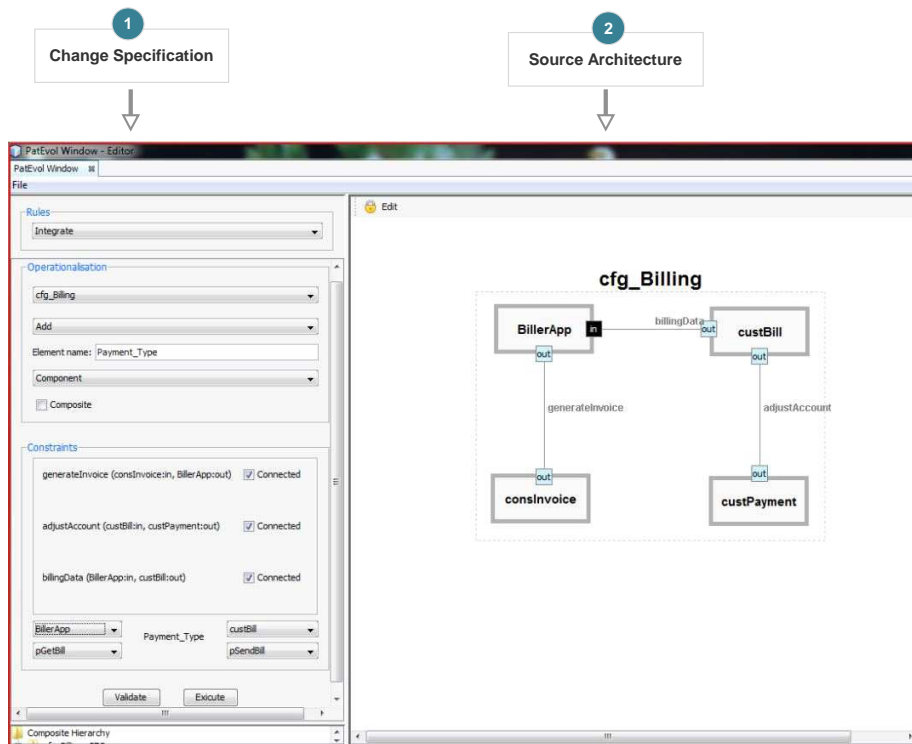 1
Change Specification
2
Source Architecture
PatEvol Window - Editor
PatEvol Window
File
Rules
Integrate
Operationalisation
cfg_Billing
Add
Element name: Payment_Type
Component
Composite
Constraints
generateInvoice (consInvoice:in, BillerApp:out) Connected
adjustAccount (custBill:in, custPayment:out) Connected
billingData (BillerApp:in, custBill:out) Connected
BillerApp
Payment_Type
custBill
pGetBill
pSendBill
Validate
Exicute
Composite Hierarchy
Edit
cfg_Billing
BillerApp
in
billingData
out
custBill
out
out
generateInvoice
adjustAccount
out
out
consInvoice
custPayment